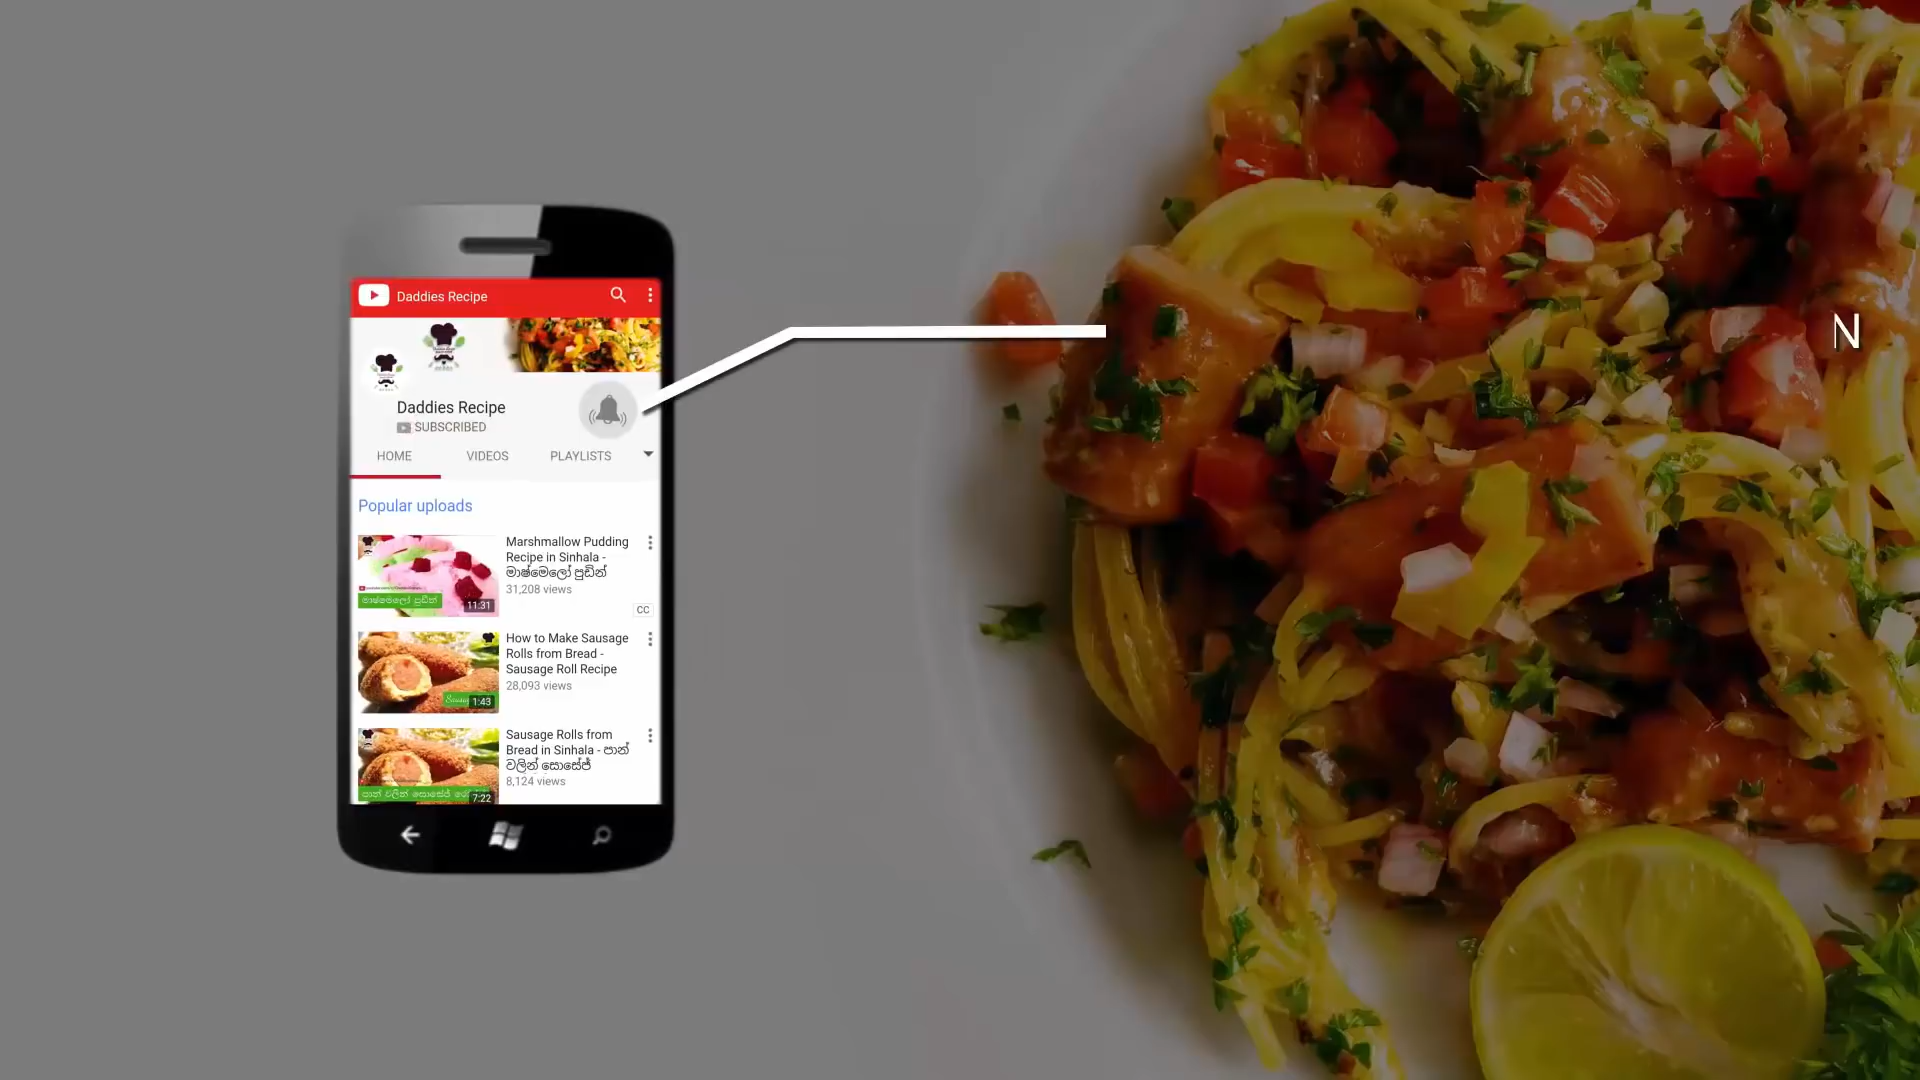 Daddies Recipe
Daddies Recipe
SUBSCRIBED
HOME VIDEOS PLAYLISTS
Popular uploads
Marshmallow Pudding
Recipe in Sinhala -
මාෂ්මෙලෝ පුඩින්
31,208 views
CC
මාෂ්මෙලෝ පුඩින්
11:31
How to Make Sausage
Rolls from Bread -
Sausage Roll Recipe
28,093 views
1:43
Sausage Rolls from
Bread in Sinhala - පාන්
වලින් සොසේජ්
8,124 views
පාන් වලින් සොසේජ්
7:22
N